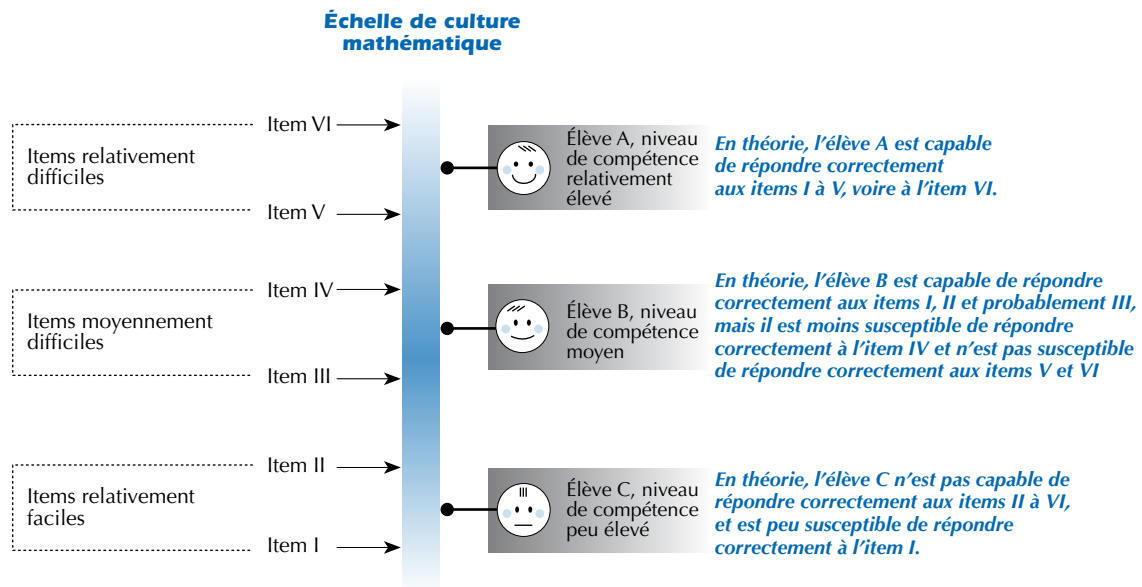 Échelle de culture
mathématique
Items relativement
difficiles
Item VI
Item V
Élève A, niveau
de compétence
relativement
élevé
En théorie, l'élève A est capable
de répondre correctement
aux items I à V, voire à l'item VI.
Items moyennement
difficiles
Item IV
Item III
Élève B, niveau
de compétence
moyen
En théorie, l'élève B est capable de répondre
correctement aux items I, II et probablement III,
mais il est moins susceptible de répondre
correctement à l'item IV et n'est pas susceptible
de répondre correctement aux items V et VI
Items relativement
faciles
Item II
Item I
Élève C, niveau
de compétence
peu élevé
En théorie, l'élève C n'est pas capable de
répondre correctement aux items II à VI,
et est peu susceptible de répondre
correctement à l'item I.